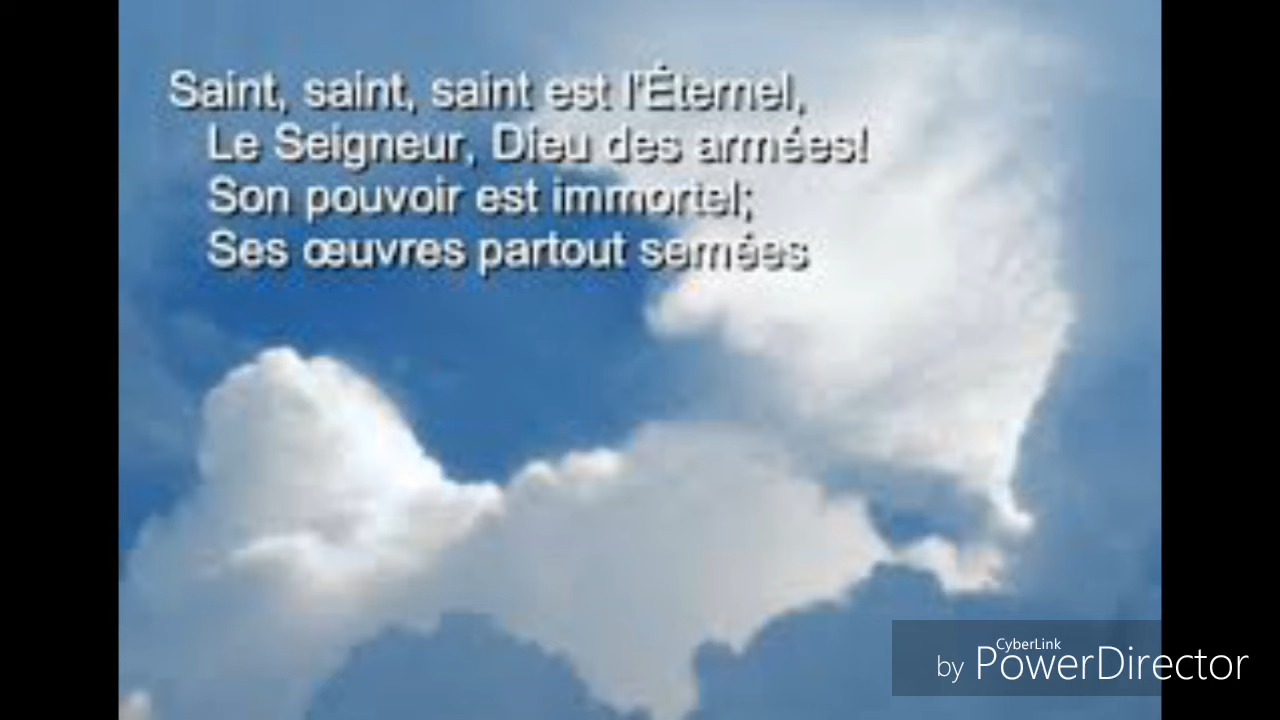 Saint, saint, saint est l'Éternel,
Le Seigneur, Dieu des armées!
Son pouvoir est immortel;
Ses œuvres partout semées
CyberLink
by PowerDirector